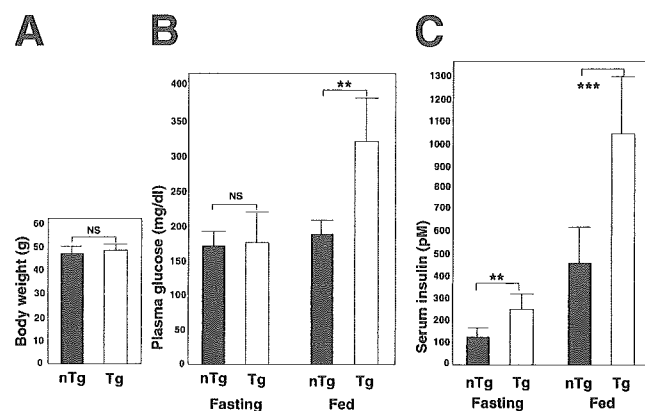 A
B
C
Body weight (g)
60
50
40
30
20
10
0
NS
nTg Tg
Plasma glucose (mg/dl)
400
350
300
250
200
150
100
50
0
NS
**
nTg Tg nTg Tg
Fasting Fed
Serum insulin (pM)
1300
1200
1100
1000
900
800
700
600
500
400
300
200
100
0
**
***
nTg Tg nTg Tg
Fasting Fed